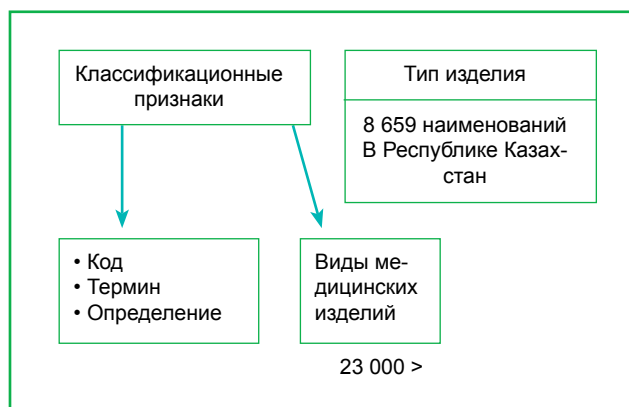 Классификационные
признаки
Тип изделия
8 659 наименований
В Республике Казах-
стан
• Код
• Термин
• Определение
Виды ме-
дицинских
изделий
23 000 >